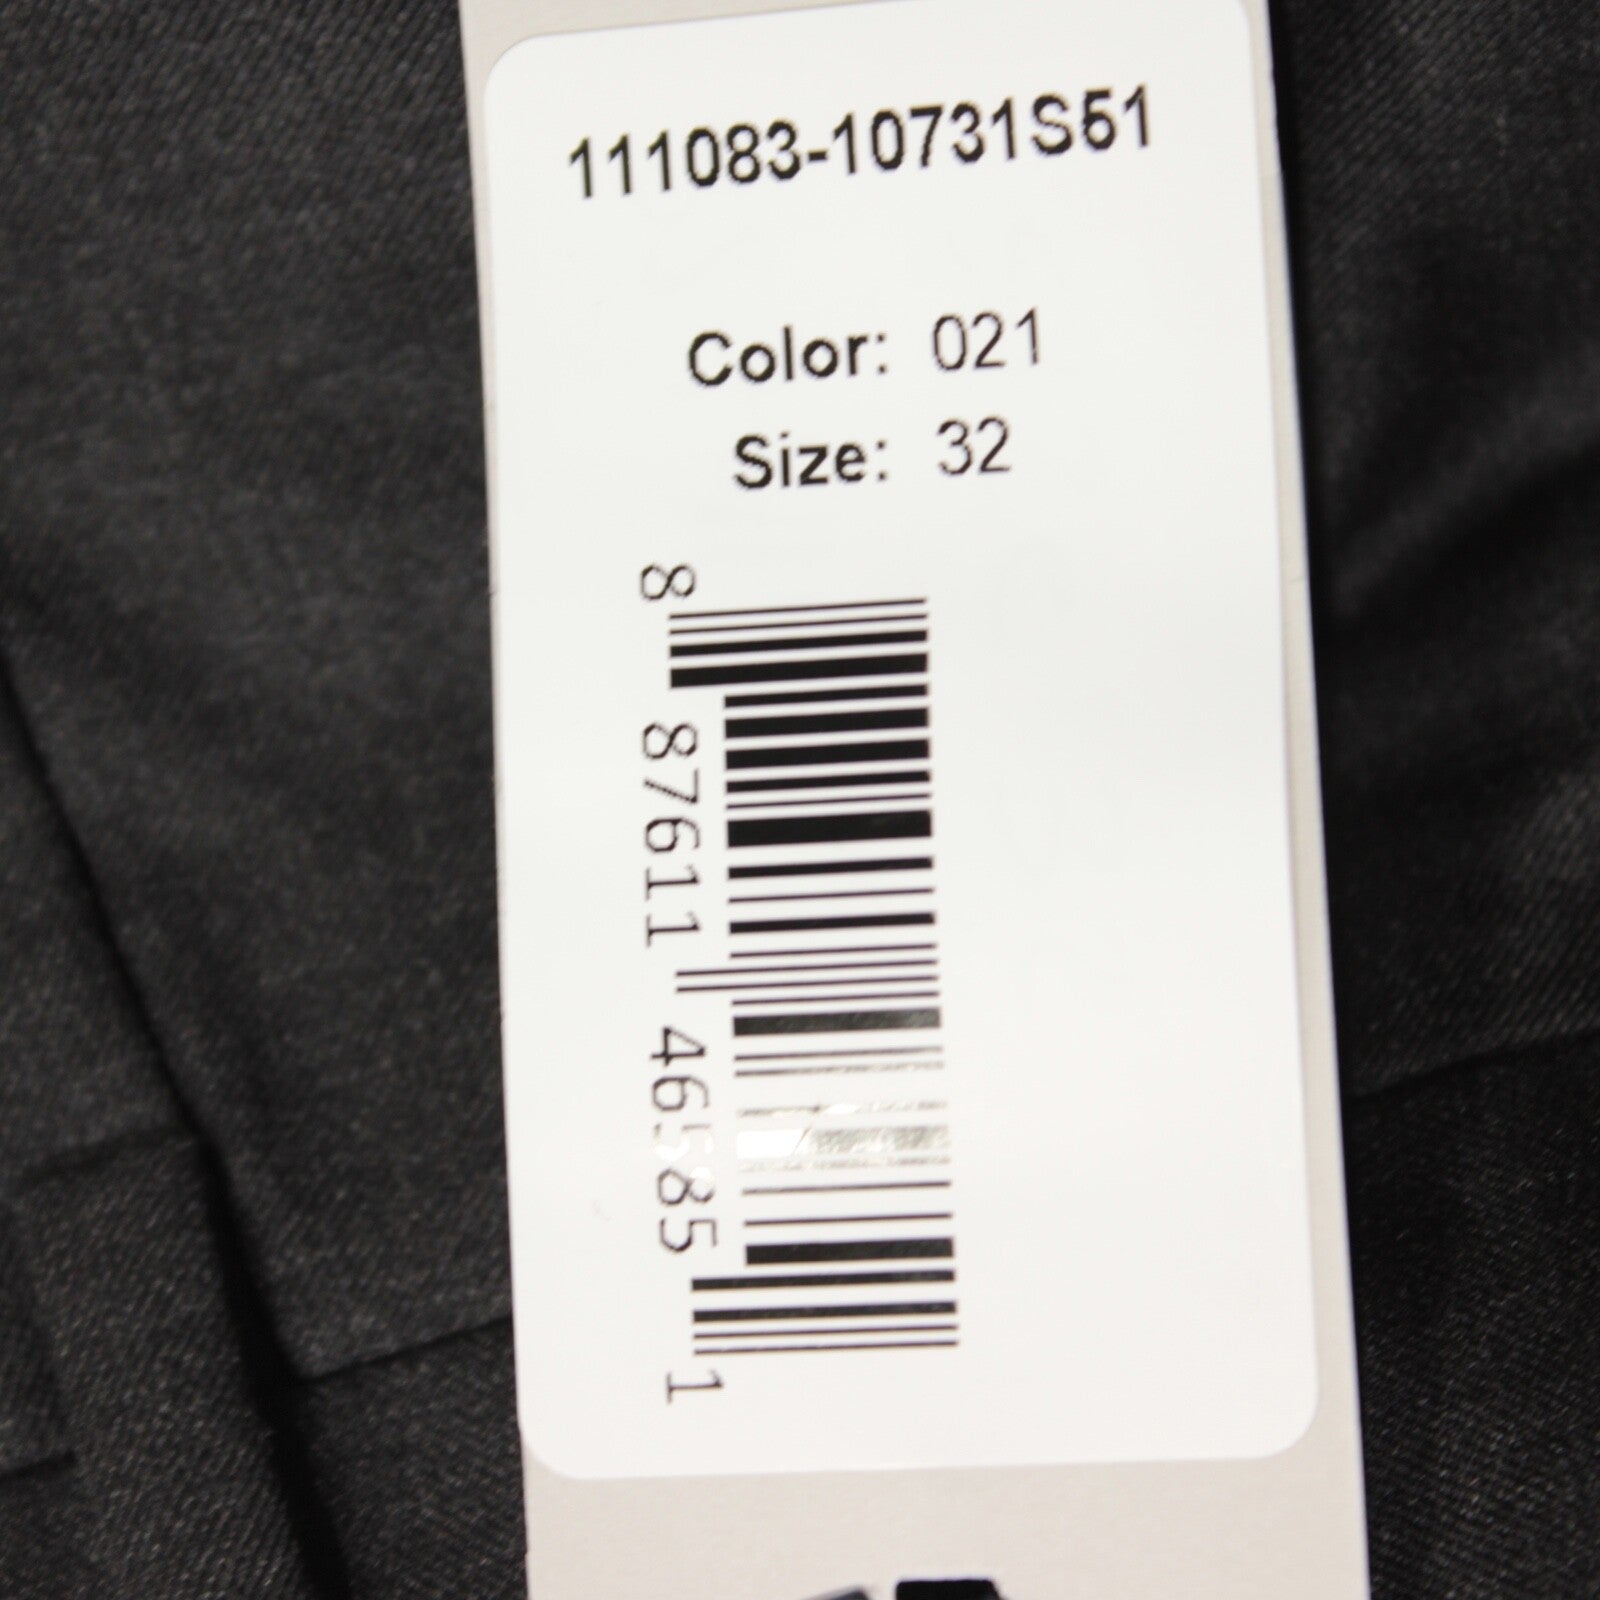 111083-10731S51
Color: 021
Size: 32
8 87611 46585 1